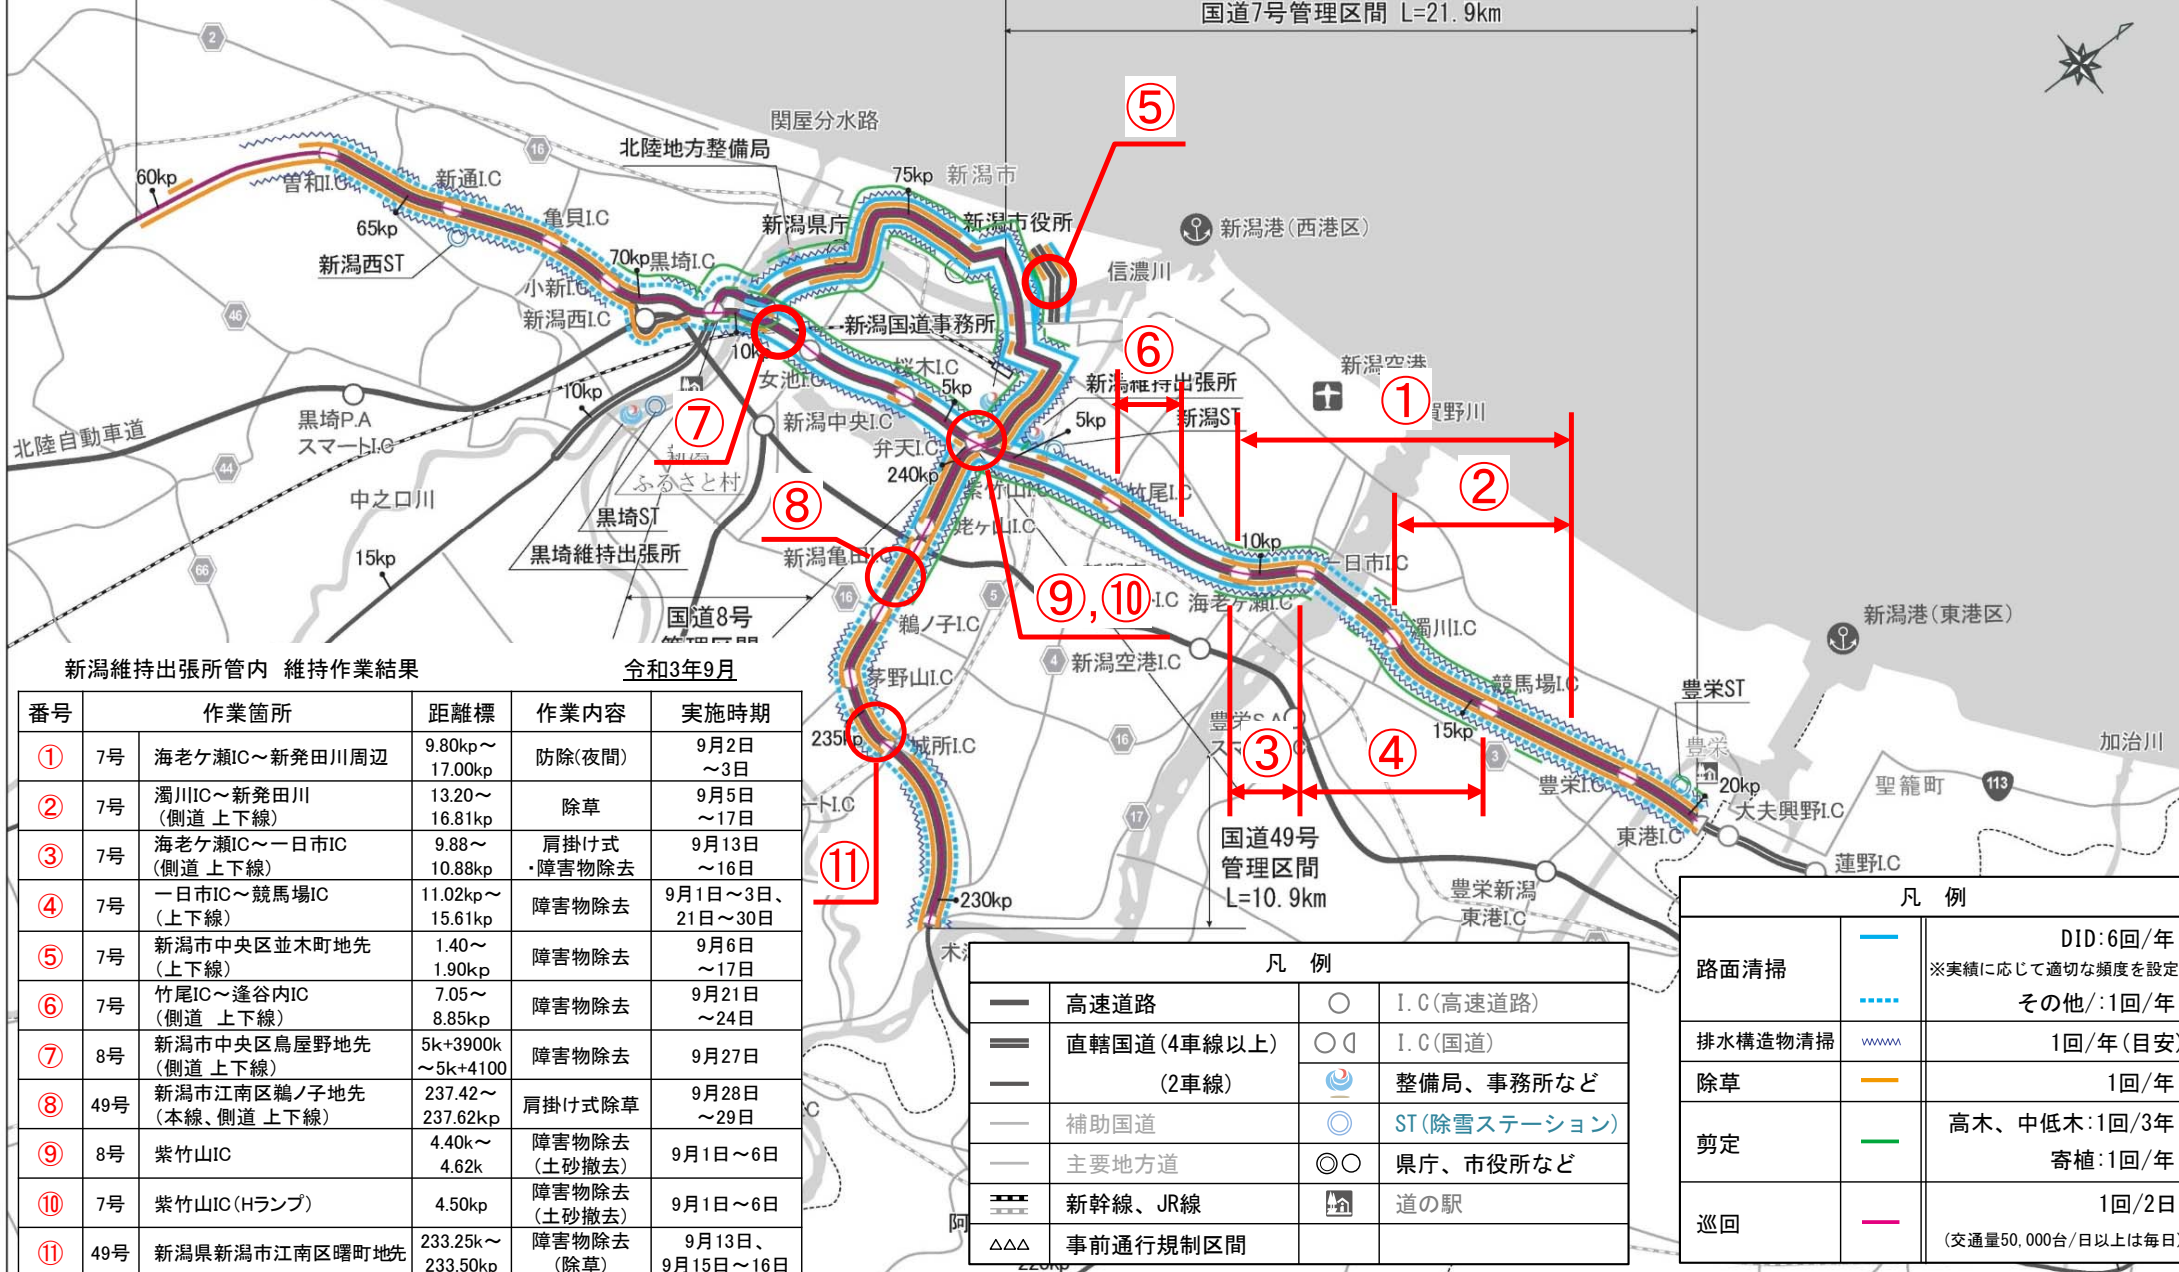 国道7号管理区間 L=21.9km
2
関屋分水路
⑤
16
北陸地方整備局
75kp
新潟市
60kp
曽和I.C
新通I.C
新潟県庁
新潟市役所
新潟港(西港区)
亀貝I.C
65kp
新潟西ST
70kp
黒埼I.C
信濃川
小新I.C
新潟西I.C
46
新潟国道事務所
10kp
⑥
新潟空港
女池I.C
桜木I.C
5kp
新潟維持出張所
①
10kp
黒埼P.A
スマートI.C
北陸自動車道
⑦
新潟中央I.C
5kp
新潟ST
賀野川
弁天I.C
44
ふるさと村
240kp
紫竹山I.C
竹尾I.C
②
中之口川
⑧
黒埼ST
姥ヶ山I.C
10kp
黒埼維持出張所
新潟亀田I.C
一日市I.C
15kp
66
16
5
⑨,⑩
I.C
海老ケ瀬I.C
国道8号
管理区間
鵜ノ子I.C
濁川I.C
新潟港(東港区)
4
新潟空港I.C
茅野山I.C
競馬場I.C
豊栄ST
235kp
城所I.C
16
豊栄S.A
③
④
15kp
3
豊栄
加治川
豊栄I.C
20kp
聖籠町
113
大夫興野I.C
東港I.C
ートI.C
17
国道49号
管理区間
L=10.9km
⑪
蓮野I.C
豊栄新潟
東港I.C
230kp
新潟維持出張所管内 維持作業結果 令和3年9月
番号 作業箇所 距離標 作業内容 実施時期
① 7号 海老ケ瀬IC～新発田川周辺 9.80kp～17.00kp 防除(夜間) 9月2日～3日
② 7号 濁川IC～新発田川(側道 上下線) 13.20～16.81kp 除草 9月5日～17日
③ 7号 海老ケ瀬IC～一日市IC(側道 上下線) 9.88～10.88kp 肩掛け式・障害物除去 9月13日～16日
④ 7号 一日市IC～競馬場IC(上下線) 11.02kp～15.61kp 障害物除去 9月1日～3日、21日～30日
⑤ 7号 新潟市中央区並木町地先(上下線) 1.40～1.90kp 障害物除去 9月6日～17日
⑥ 7号 竹尾IC～逢谷内IC(側道 上下線) 7.05～8.85kp 障害物除去 9月21日～24日
⑦ 8号 新潟市中央区鳥屋野地先(側道 上下線) 5k+3900k～5k+4100 障害物除去 9月27日
⑧ 49号 新潟市江南区鵜ノ子地先(本線、側道 上下線) 237.42～237.62kp 肩掛け式除草 9月28日～29日
⑨ 8号 紫竹山IC 4.40k～4.62k 障害物除去(土砂撤去) 9月1日～6日
⑩ 7号 紫竹山IC(Hランプ) 4.50kp 障害物除去(土砂撤去) 9月1日～6日
⑪ 49号 新潟県新潟市江南区曙町地先 233.25k～233.50kp 障害物除去(除草) 9月13日、9月15日～16日
凡 例
高速道路 I.C(高速道路)
直轄国道(4車線以上) I.C(国道)
(2車線) 整備局、事務所など
補助国道 ST(除雪ステーション)
主要地方道 県庁、市役所など
新幹線、JR線 道の駅
事前通行規制区間
凡 例
路面清掃 DID:6回/年
※実績に応じて適切な頻度を設定
その他/:1回/年
排水構造物清掃 1回/年(目安)
除草 1回/年
剪定 高木、中低木:1回/3年
寄植:1回/年
巡回 1回/2日
(交通量50,000台/日以上は毎日)